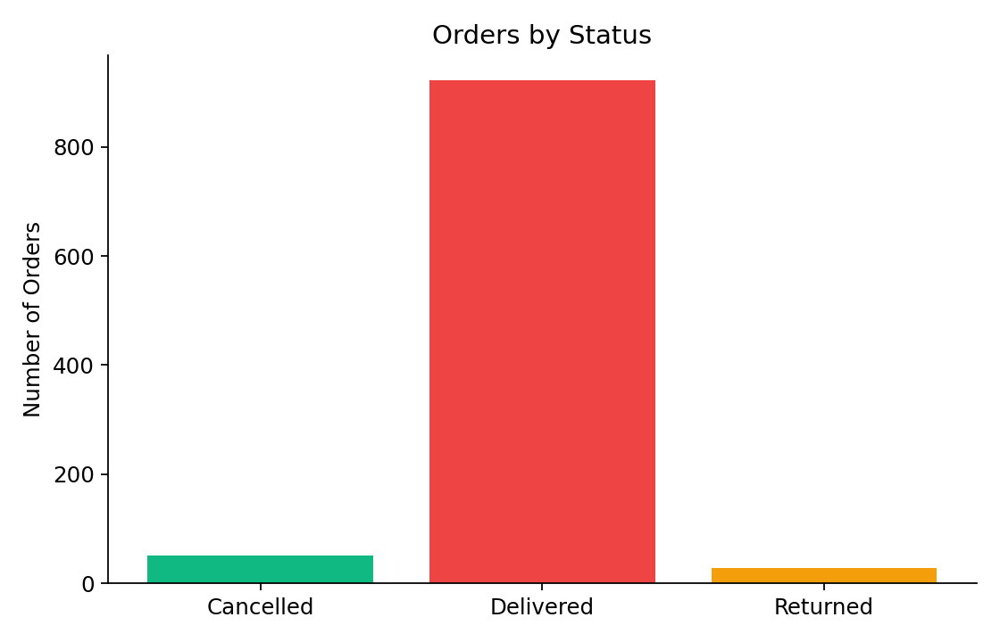 Orders by Status
Number of Orders
800
600
400
200
0
Cancelled
Delivered
Returned